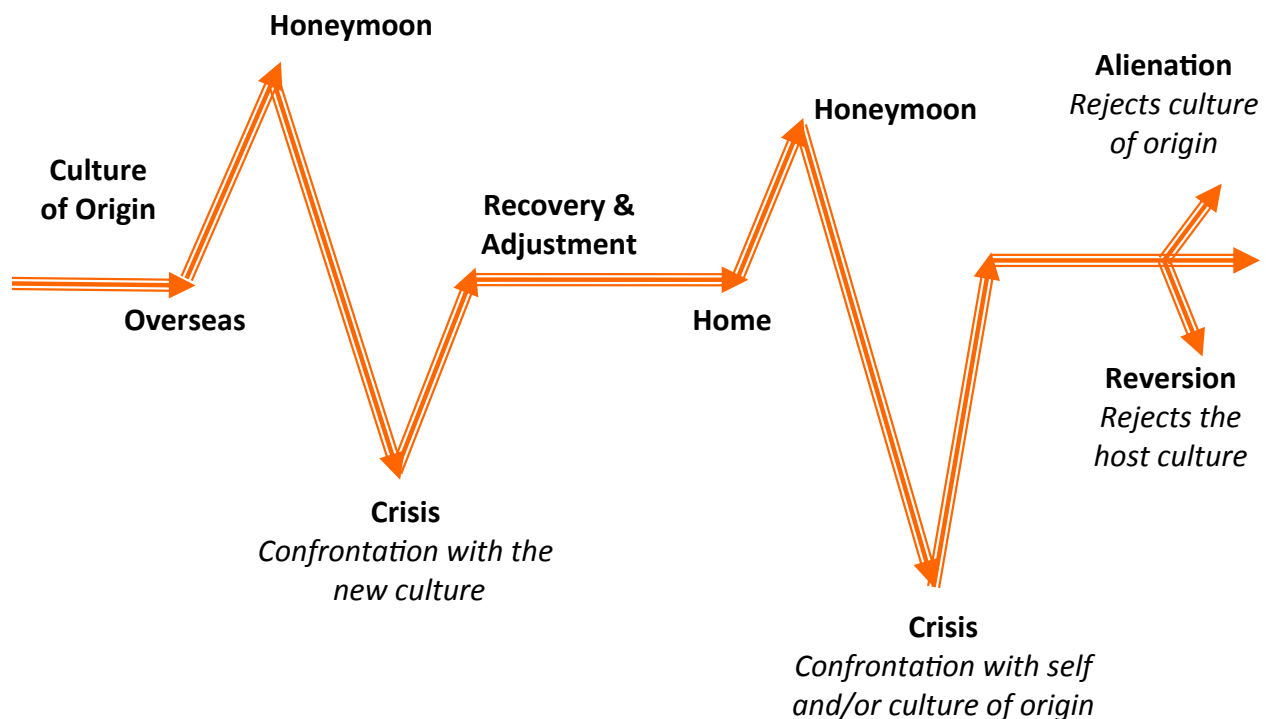 Honeymoon
Culture
of Origin
Overseas
Crisis
Confrontation with the
new culture
Recovery &
Adjustment
Home
Honeymoon
Crisis
Confrontation with self
and/or culture of origin
Alienation
Rejects culture
of origin
Reversion
Rejects the
host culture